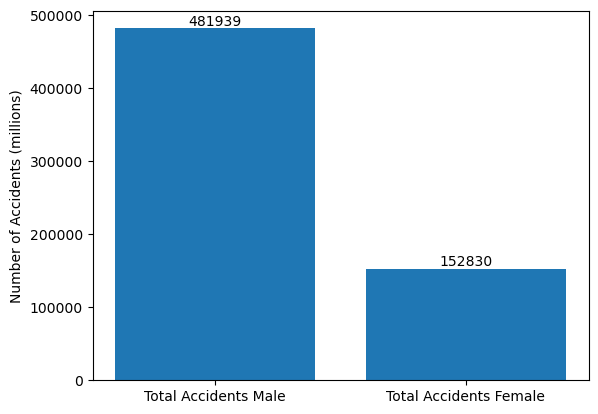 481939
152830
500000
400000
300000
200000
100000
0
Number of Accidents (millions)
Total Accidents Male
Total Accidents Female